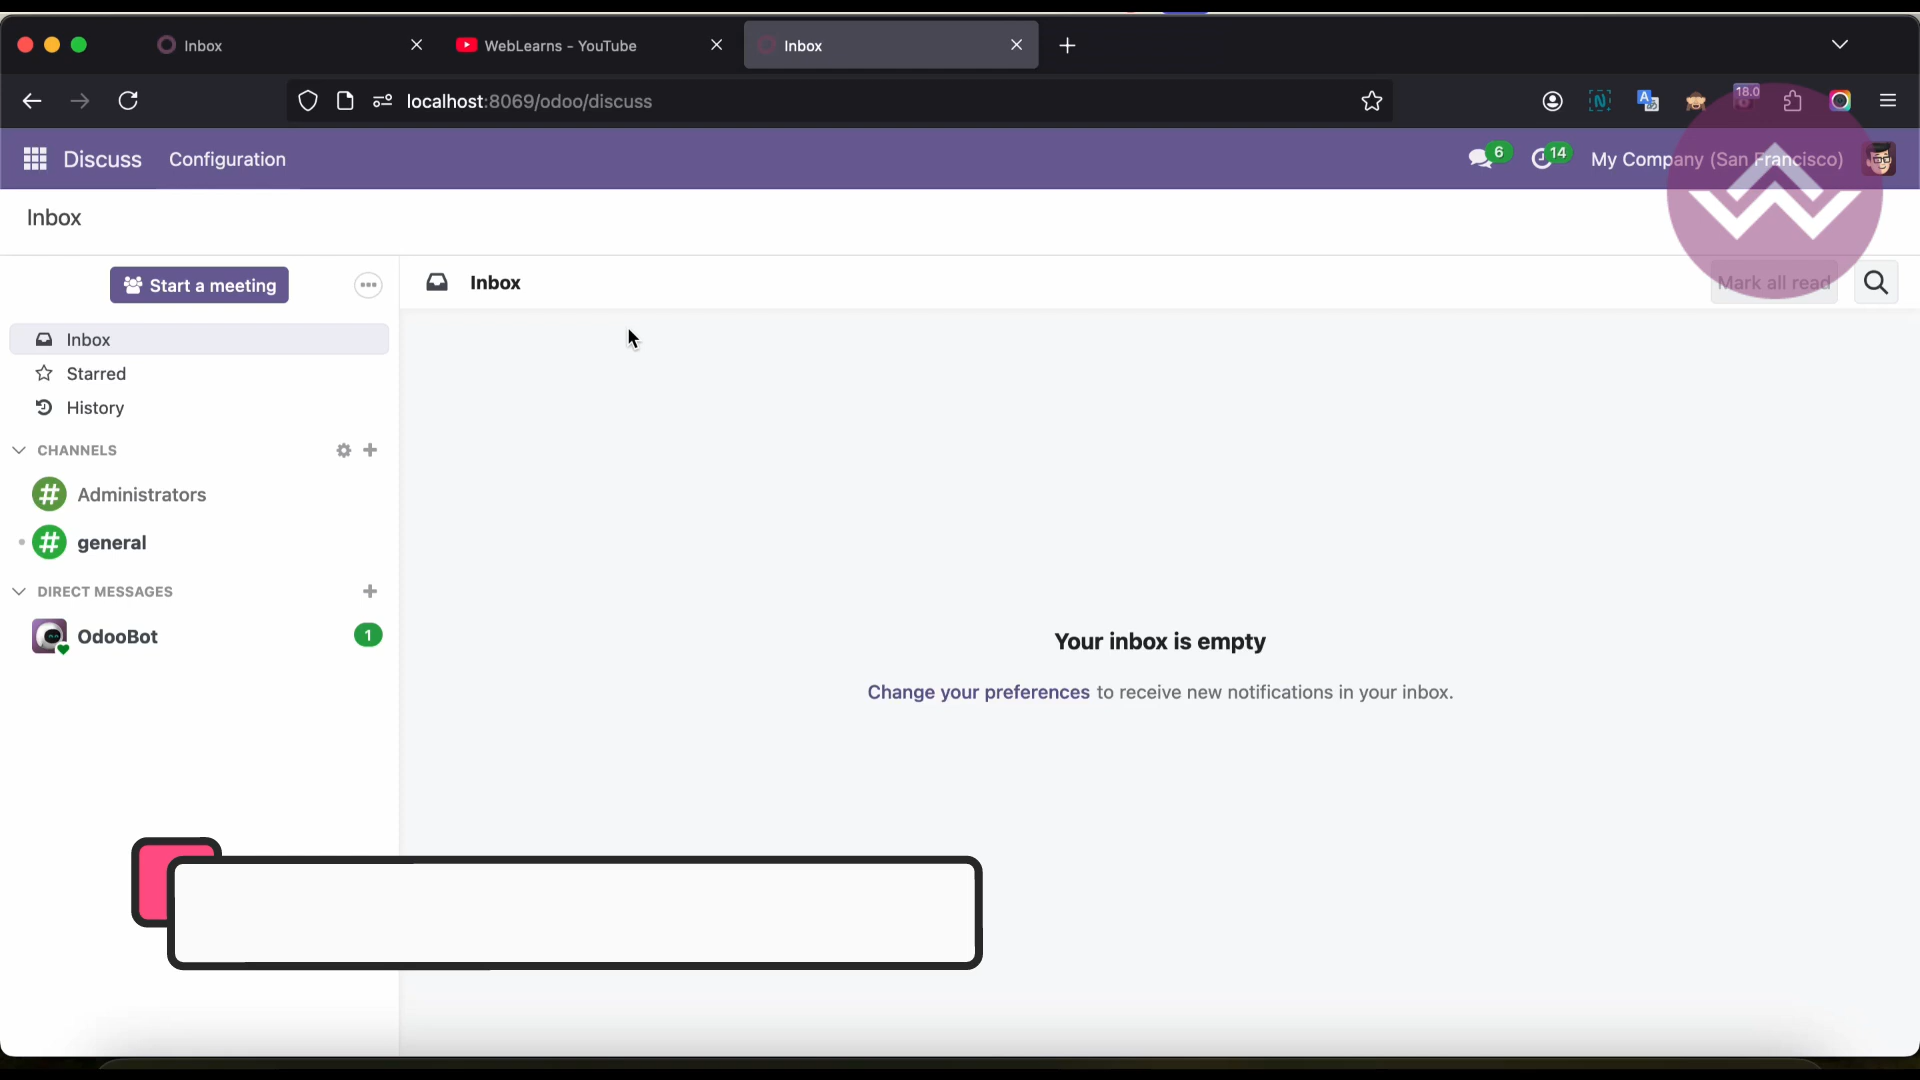 Inbox
WebLearns - YouTube
Inbox
localhost:8069/odoo/discuss
18.0
Discuss
Configuration
6
14
My Company (San Francisco)
Inbox
Start a meeting
Inbox
Mark all read
Inbox
Starred
History
CHANNELS
Administrators
general
DIRECT MESSAGES
OdooBot
1
Your inbox is empty
Change your preferences to receive new notifications in your inbox.